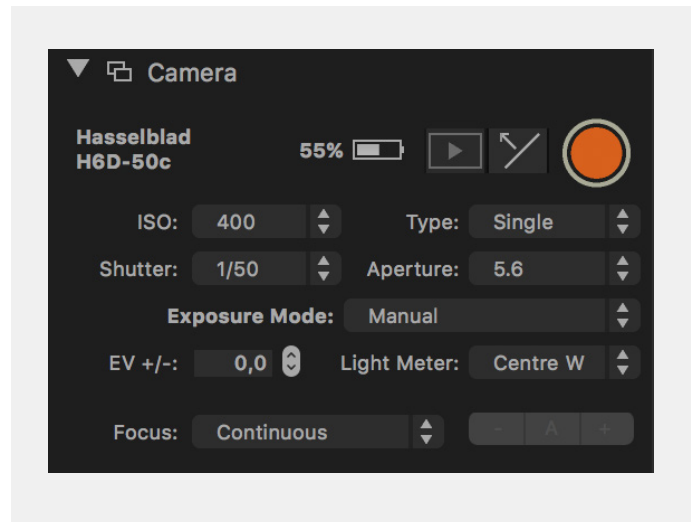 Camera
Hasselblad
H6D-50c
55%
ISO: 400 Type: Single
Shutter: 1/50 Aperture: 5.6
Exposure Mode: Manual
EV +/-: 0,0 Light Meter: Centre W
Focus: Continuous - A +